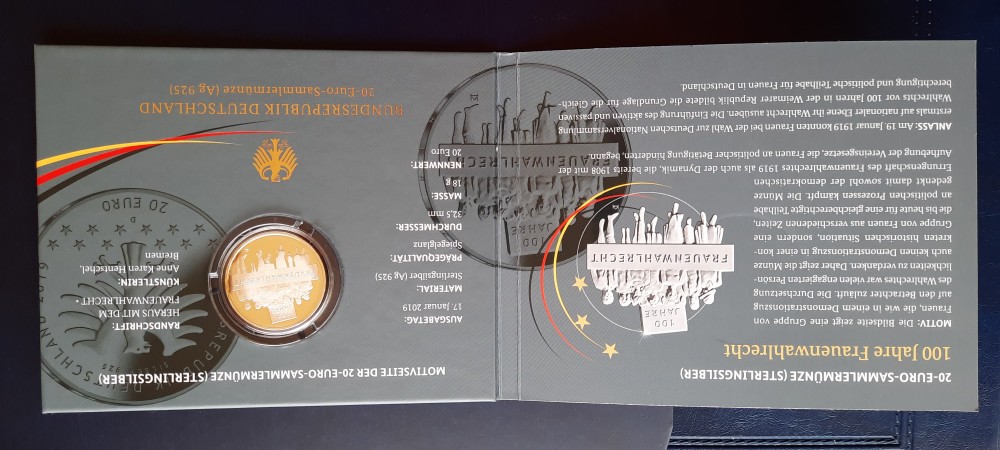 20-EURO-SAMMLERMÜNZE (STERLINGSILBER)
100 Jahre Frauenwahlrecht
MOTIV: Die Bildseite zeigt eine Gruppe von
Frauen, die wie in einem Demonstrationszug
auf den Betrachter zuläuft. Die Durchsetzung
des Wahlrechtes war vielen engagierten Persön-
lichkeiten zu verdanken. Daher zeigt die Münze
auch keinen Demonstrationszug in einer kon-
kreten historischen Situation, sondern eine
Gruppe von Frauen aus verschiedenen Zeiten,
die bis heute für eine gleichberechtigte Teilhabe
an politischen Prozessen kämpft. Die Münze
gedenkt damit sowohl der demokratischen
Errungenschaft des Frauenwahlrechtes 1919 als auch der Dynamik, die bereits 1908 mit der
Aufhebung der Vereinsgesetze, die Frauen an politischer Betätigung hinderten, begann.
ANLASS: Am 19. Januar 1919 konnten Frauen bei der Wahl zur Deutschen Nationalversammlung
erstmals auf nationaler Ebene ihr Wahlrecht ausüben. Die Einführung des aktiven und passiven
Wahlrechts vor 100 Jahren in der Weimarer Republik bildete die Grundlage für die Gleich-
berechtigung und politische Teilhabe für Frauen in Deutschland.
100
JAHRE
FRAUENWAHLRECHT
100
JAHRE
FRAUENWAHLRECHT
MOTIVSEITE DER 20-EURO-SAMMLERMÜNZE (STERLINGSILBER)
AUSGABETAG:
17. Januar 2019
MATERIAL:
Sterlingsilber (Ag 925)
PRÄGEQUALITÄT:
Spiegelglanz
DURCHMESSER:
32,5 mm
MASSE:
18 g
NENNWERT:
20 Euro
FRAUENWAHLRECHT
RANDSCHRIFT:
HERAUS MIT DEM
FRAUENWAHLRECHT •
KÜNSTLERIN:
Anne Karen Hentschel,
Bremen
BUNDESREPUBLIK DEUTSCHLAND
2019
20 EURO
D
BUNDESREPUBLIK DEUTSCHLAND
20-Euro-Sammlermünze (Ag 925)